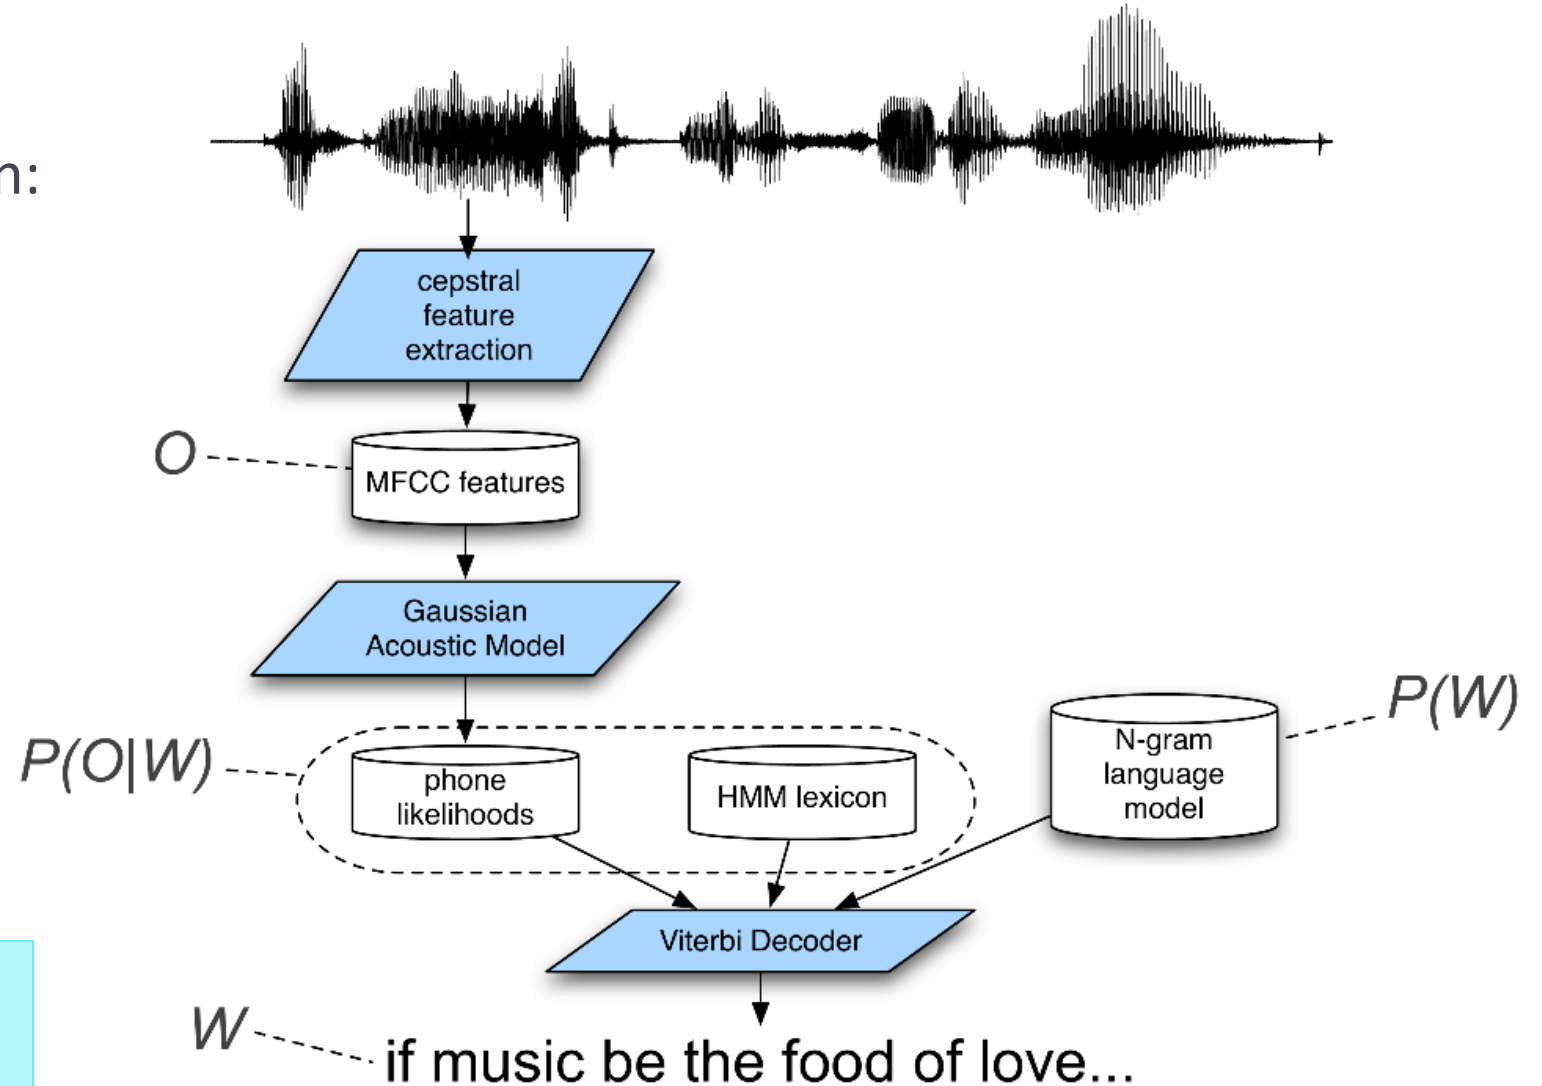 n:
cepstral
feature
extraction
O
MFCC features
Gaussian
Acoustic Model
P(O|W)
phone
likelihoods
HMM lexicon
N-gram
language
model
P(W)
Viterbi Decoder
W
if music be the food of love...